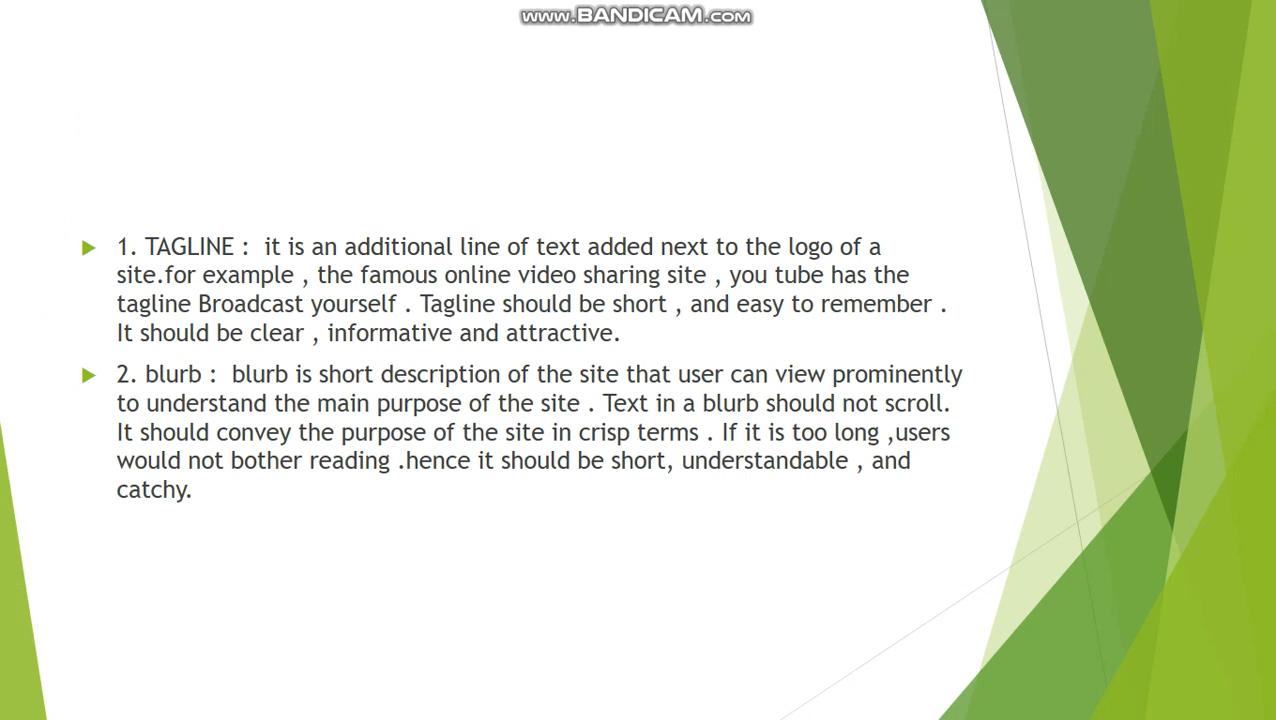 www.BANDICAM.com
1. TAGLINE : it is an additional line of text added next to the logo of a
site.for example , the famous online video sharing site , you tube has the
tagline Broadcast yourself . Tagline should be short , and easy to remember .
It should be clear , informative and attractive.
2. blurb : blurb is short description of the site that user can view prominently
to understand the main purpose of the site . Text in a blurb should not scroll.
It should convey the purpose of the site in crisp terms . If it is too long ,users
would not bother reading .hence it should be short, understandable , and
catchy.